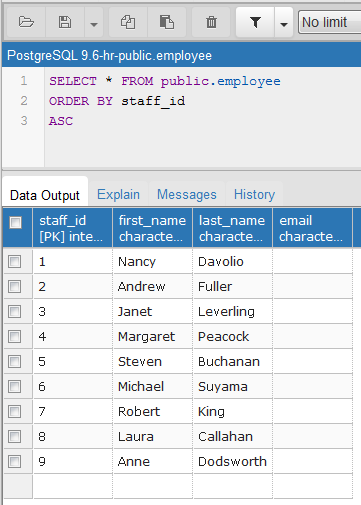 No limit
PostgreSQL 9.6-hr-public.employee
1 SELECT * FROM public.employee
2 ORDER BY staff_id
3 ASC
Data Output Explain Messages History
staff_id first_name last_name email
[PK] inte... characte... characte... characte...
1 Nancy Davolio
2 Andrew Fuller
3 Janet Leverling
4 Margaret Peacock
5 Steven Buchanan
6 Michael Suyama
7 Robert King
8 Laura Callahan
9 Anne Dodsworth